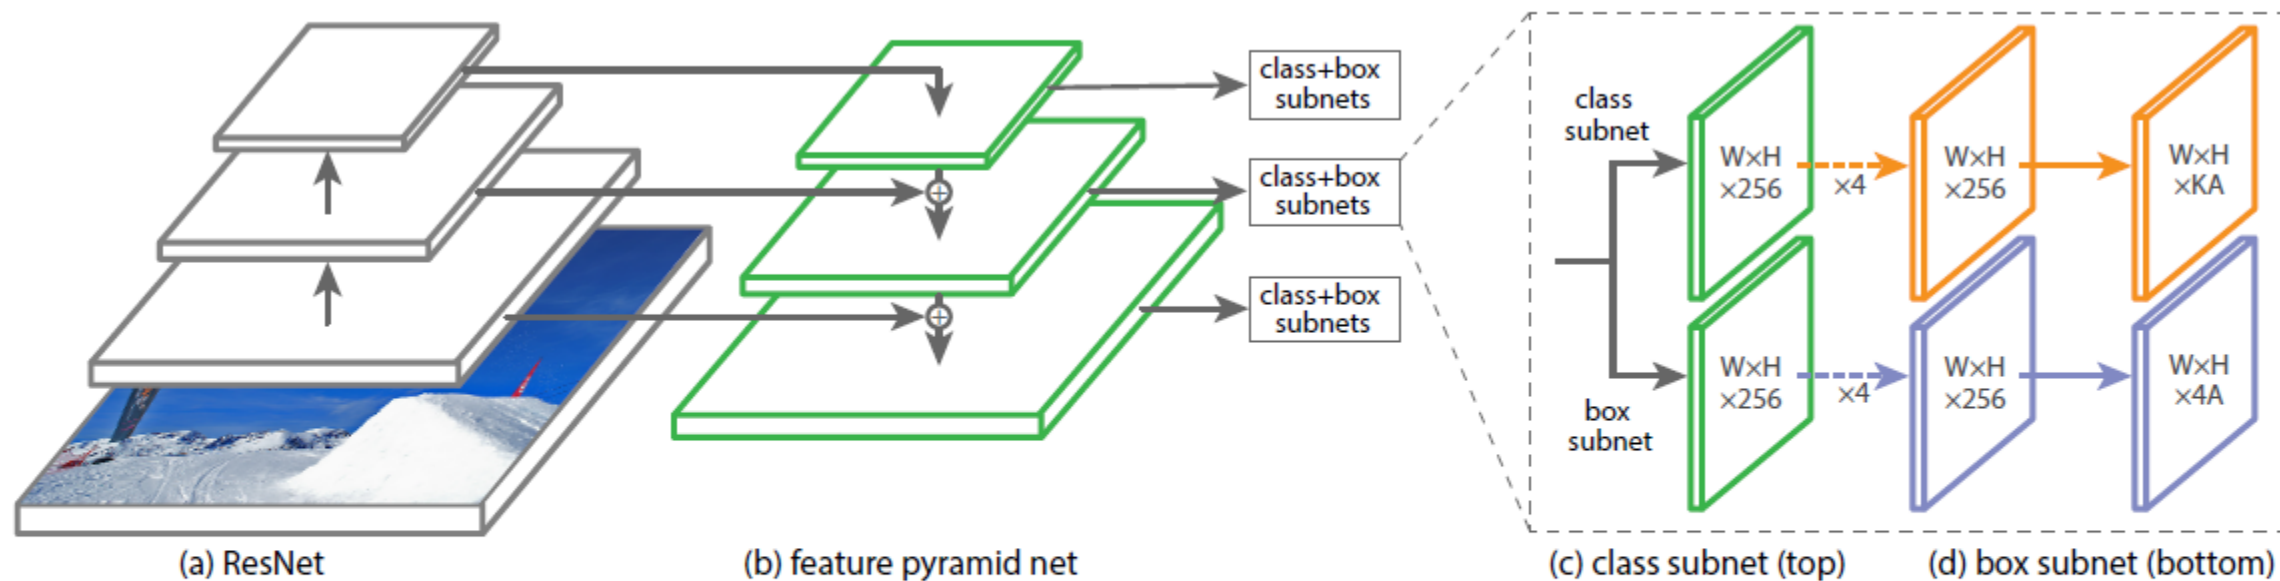 class+box
subnets
class+box
subnets
class+box
subnets
class
subnet
W×H
×256
×4
W×H
×256
W×H
×KA
box
subnet
W×H
×256
×4
W×H
×256
W×H
×4A
(a) ResNet
(b) feature pyramid net
(c) class subnet (top)
(d) box subnet (bottom)